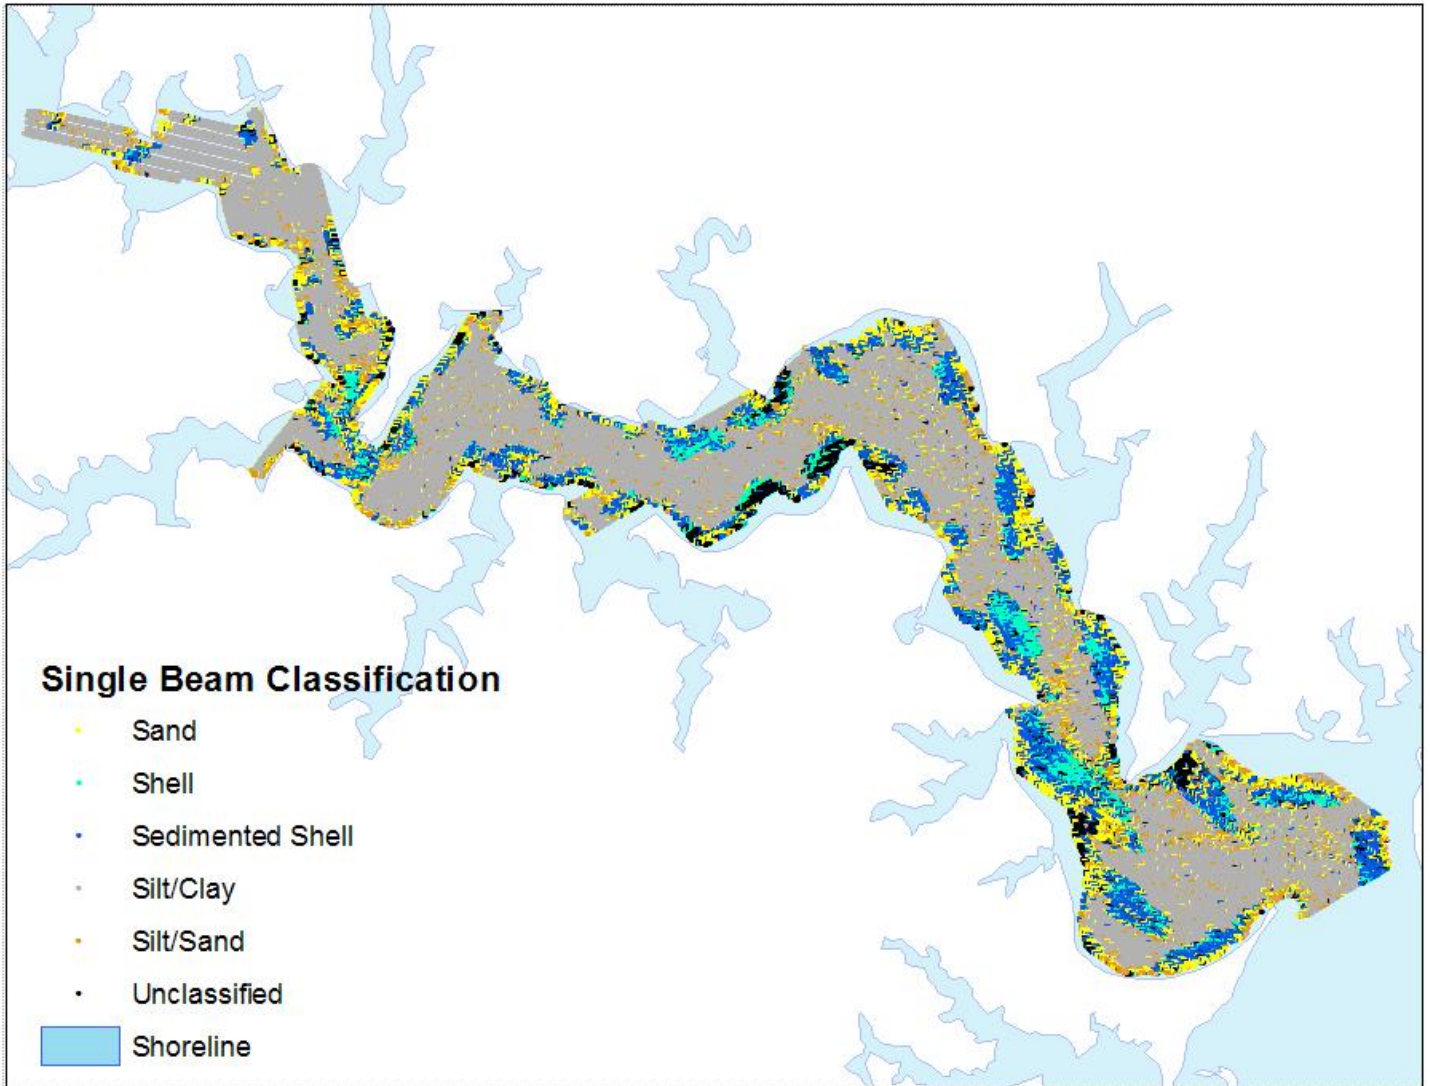 Single Beam Classification
Sand
Shell
Sedimented Shell
Silt/Clay
Silt/Sand
Unclassified
Shoreline